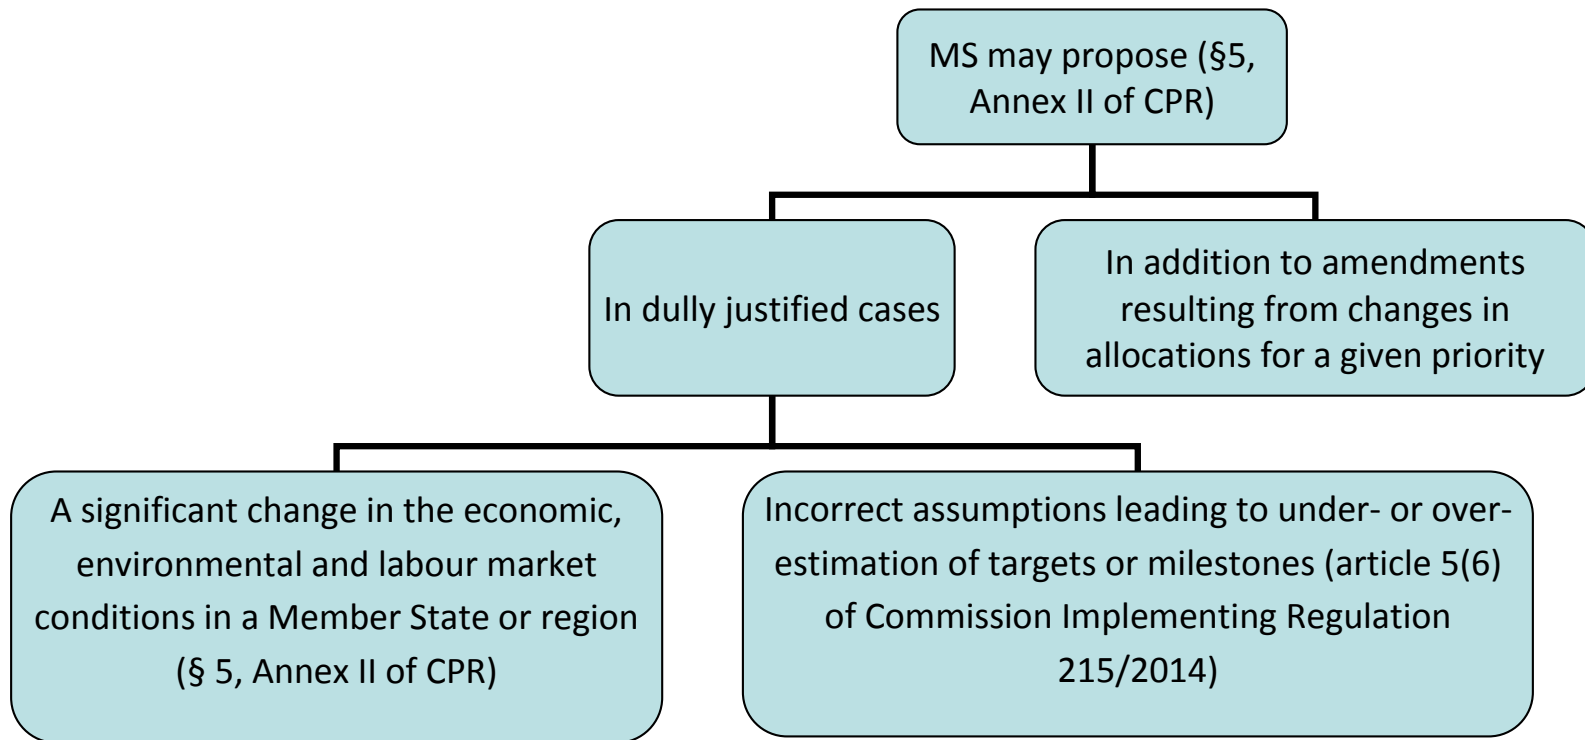 MS may propose (§5,
Annex II of CPR)
In dully justified cases
In addition to amendments
resulting from changes in
allocations for a given priority
A significant change in the economic,
environmental and labour market
conditions in a Member State or region
(§ 5, Annex II of CPR)
Incorrect assumptions leading to under- or over-
estimation of targets or milestones (article 5(6)
of Commission Implementing Regulation
215/2014)